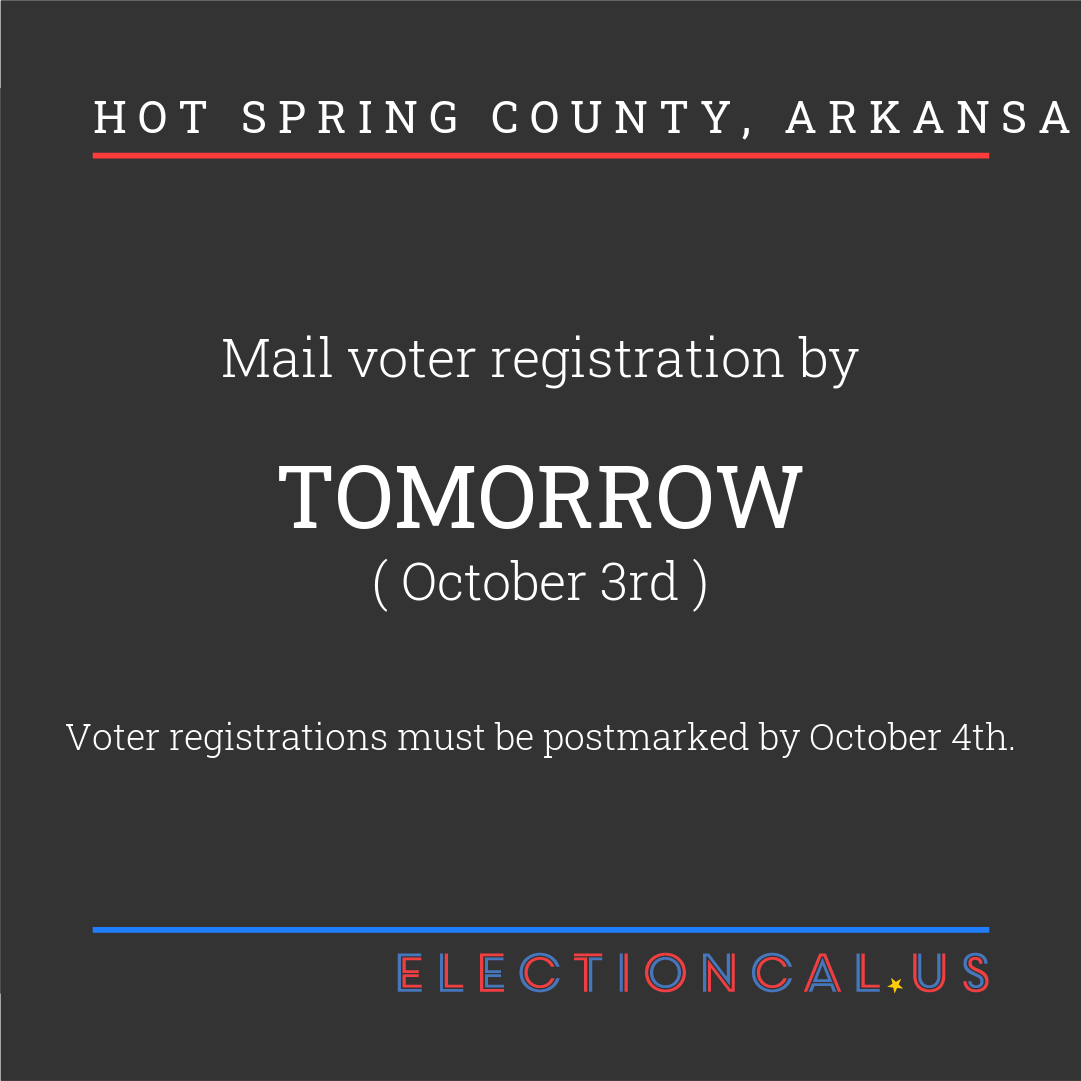 HOT SPRING COUNTY, ARKANSA
Mail voter registration by
TOMORROW
( October 3rd )
Voter registrations must be postmarked by October 4th.
ELECTIONCAL.US